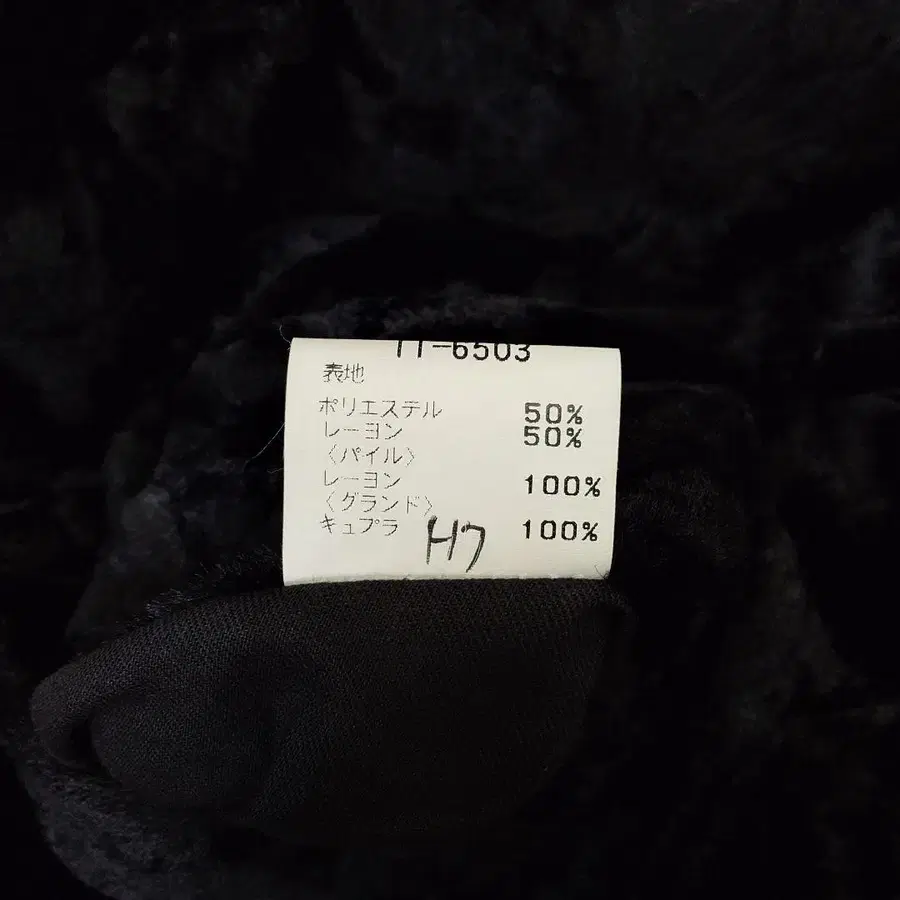 11-6503
表地
ポリエステル 50%
レーヨン 50%
〈パイル〉
レーヨン 100%
〈グランド〉
キュプラ 100%
H7